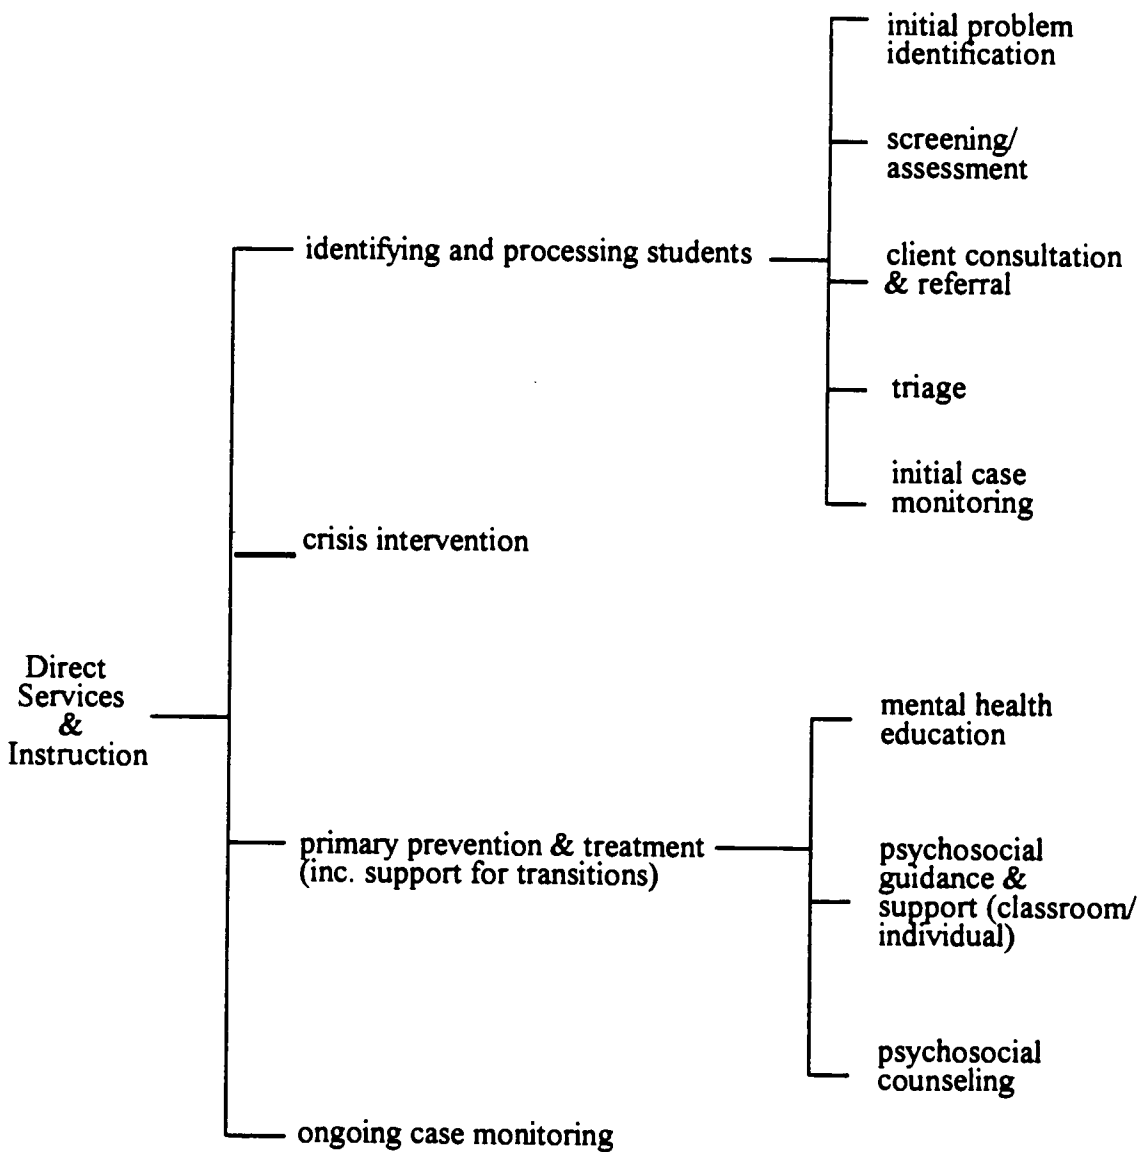 Direct
Services
&
Instruction
identifying and processing students
initial problem
identification
screening/
assessment
client consultation
& referral
triage
initial case
monitoring
crisis intervention
primary prevention & treatment
(inc. support for transitions)
mental health
education
psychosocial
guidance &
support (classroom/
individual)
psychosocial
counseling
ongoing case monitoring